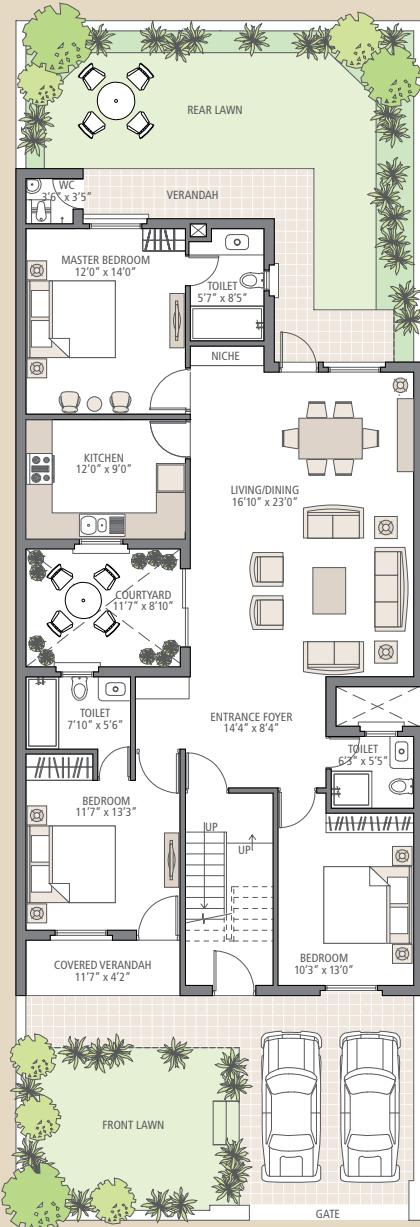 REAR LAWN
WC
3'6" x 3'5"
VERANDAH
MASTER BEDROOM
12'0" x 14'0"
TOILET
5'7" x 8'5"
NICHE
KITCHEN
12'0" x 9'0"
LIVING/DINING
16'10" x 23'0"
COURTYARD
11'7" x 8'10"
TOILET
7'10" x 5'6"
ENTRANCE FOYER
14'4" x 8'4"
TOILET
6'3" x 5'5"
BEDROOM
11'7" x 13'3"
UP
UP
BEDROOM
10'3" x 13'0"
COVERED VERANDAH
11'7" x 4'2"
FRONT LAWN
GATE